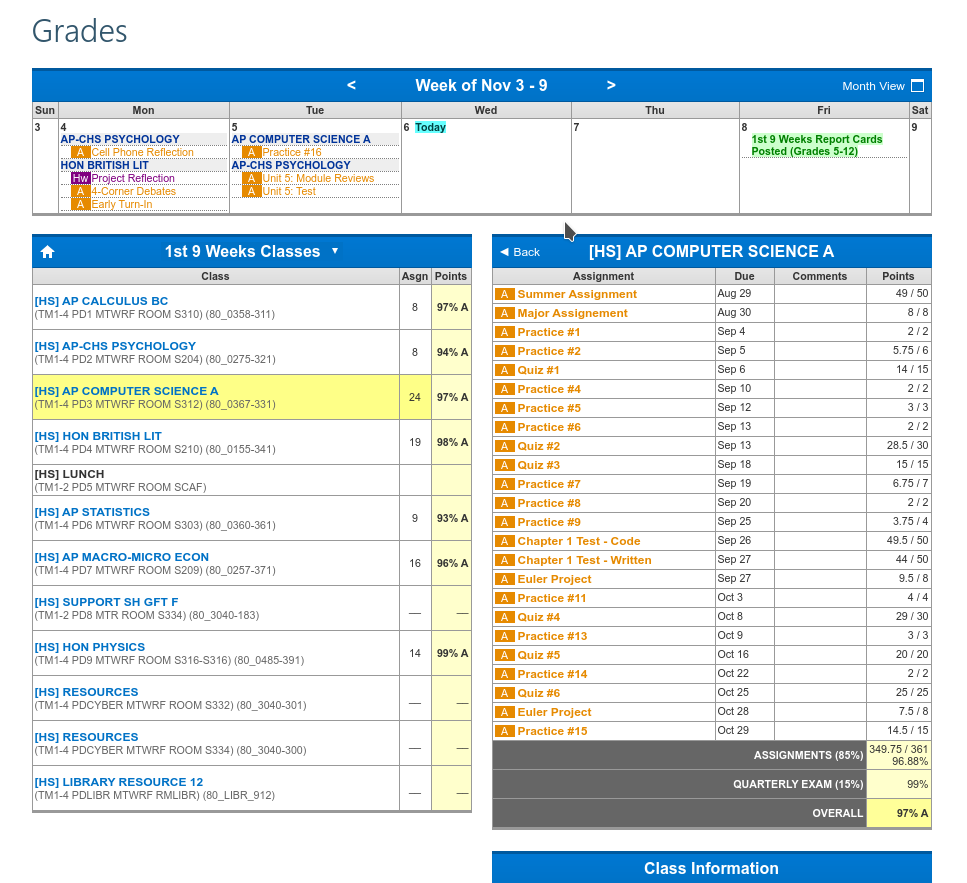 Grades
< Week of Nov 3 - 9 > Month View
Sun Mon Tue Wed Thu Fri Sat
3 4 5 6 Today 7 8 9
AP-CHS PSYCHOLOGY
A Cell Phone Reflection
HON BRITISH LIT
Hw Project Reflection
A 4-Corner Debates
A Early Turn-In
AP COMPUTER SCIENCE A
A Practice #16
AP-CHS PSYCHOLOGY
A Unit 5: Module Reviews
A Unit 5: Test
1st 9 Weeks Report Cards
Posted (Grades 5-12)
1st 9 Weeks Classes ▼
Class Asgn Points
[HS] AP CALCULUS BC
(TM1-4 PD1 MTWRF ROOM S310) (80_0358-311) 8 97% A
[HS] AP-CHS PSYCHOLOGY
(TM1-4 PD2 MTWRF ROOM S204) (80_0275-321) 8 94% A
[HS] AP COMPUTER SCIENCE A
(TM1-4 PD3 MTWRF ROOM S312) (80_0367-331) 24 97% A
[HS] HON BRITISH LIT
(TM1-4 PD4 MTWRF ROOM S210) (80_0155-341) 19 98% A
[HS] LUNCH
(TM1-2 PD5 MTWRF ROOM SCAF)
[HS] AP STATISTICS
(TM1-4 PD6 MTWRF ROOM S303) (80_0360-361) 9 93% A
[HS] AP MACRO-MICRO ECON
(TM1-4 PD7 MTWRF ROOM S209) (80_0257-371) 16 96% A
[HS] SUPPORT SH GFT F
(TM1-2 PD8 MTR ROOM S334) (80_3040-183) — —
[HS] HON PHYSICS
(TM1-4 PD9 MTWRF ROOM S316-S316) (80_0485-391) 14 99% A
[HS] RESOURCES
(TM1-4 PDCYBER MTWRF ROOM S332) (80_3040-301) — —
[HS] RESOURCES
(TM1-4 PDCYBER MTWRF ROOM S334) (80_3040-300) — —
[HS] LIBRARY RESOURCE 12
(TM1-4 PDLIBR MTWRF RMLIBR) (80_LIBR_912) — —
◀ Back [HS] AP COMPUTER SCIENCE A
Assignment Due Comments Points
A Summer Assignment Aug 29 49 / 50
A Major Assignement Aug 30 8 / 8
A Practice #1 Sep 4 2 / 2
A Practice #2 Sep 5 5.75 / 6
A Quiz #1 Sep 6 14 / 15
A Practice #4 Sep 10 2 / 2
A Practice #5 Sep 12 3 / 3
A Practice #6 Sep 13 2 / 2
A Quiz #2 Sep 13 28.5 / 30
A Quiz #3 Sep 18 15 / 15
A Practice #7 Sep 19 6.75 / 7
A Practice #8 Sep 20 2 / 2
A Practice #9 Sep 25 3.75 / 4
A Chapter 1 Test - Code Sep 26 49.5 / 50
A Chapter 1 Test - Written Sep 27 44 / 50
A Euler Project Sep 27 9.5 / 8
A Practice #11 Oct 3 4 / 4
A Quiz #4 Oct 8 29 / 30
A Practice #13 Oct 9 3 / 3
A Quiz #5 Oct 16 20 / 20
A Practice #14 Oct 22 2 / 2
A Quiz #6 Oct 25 25 / 25
A Euler Project Oct 28 7.5 / 8
A Practice #15 Oct 29 14.5 / 15
ASSIGNMENTS (85%) 349.75 / 361
96.88%
QUARTERLY EXAM (15%) 99%
OVERALL 97% A
Class Information